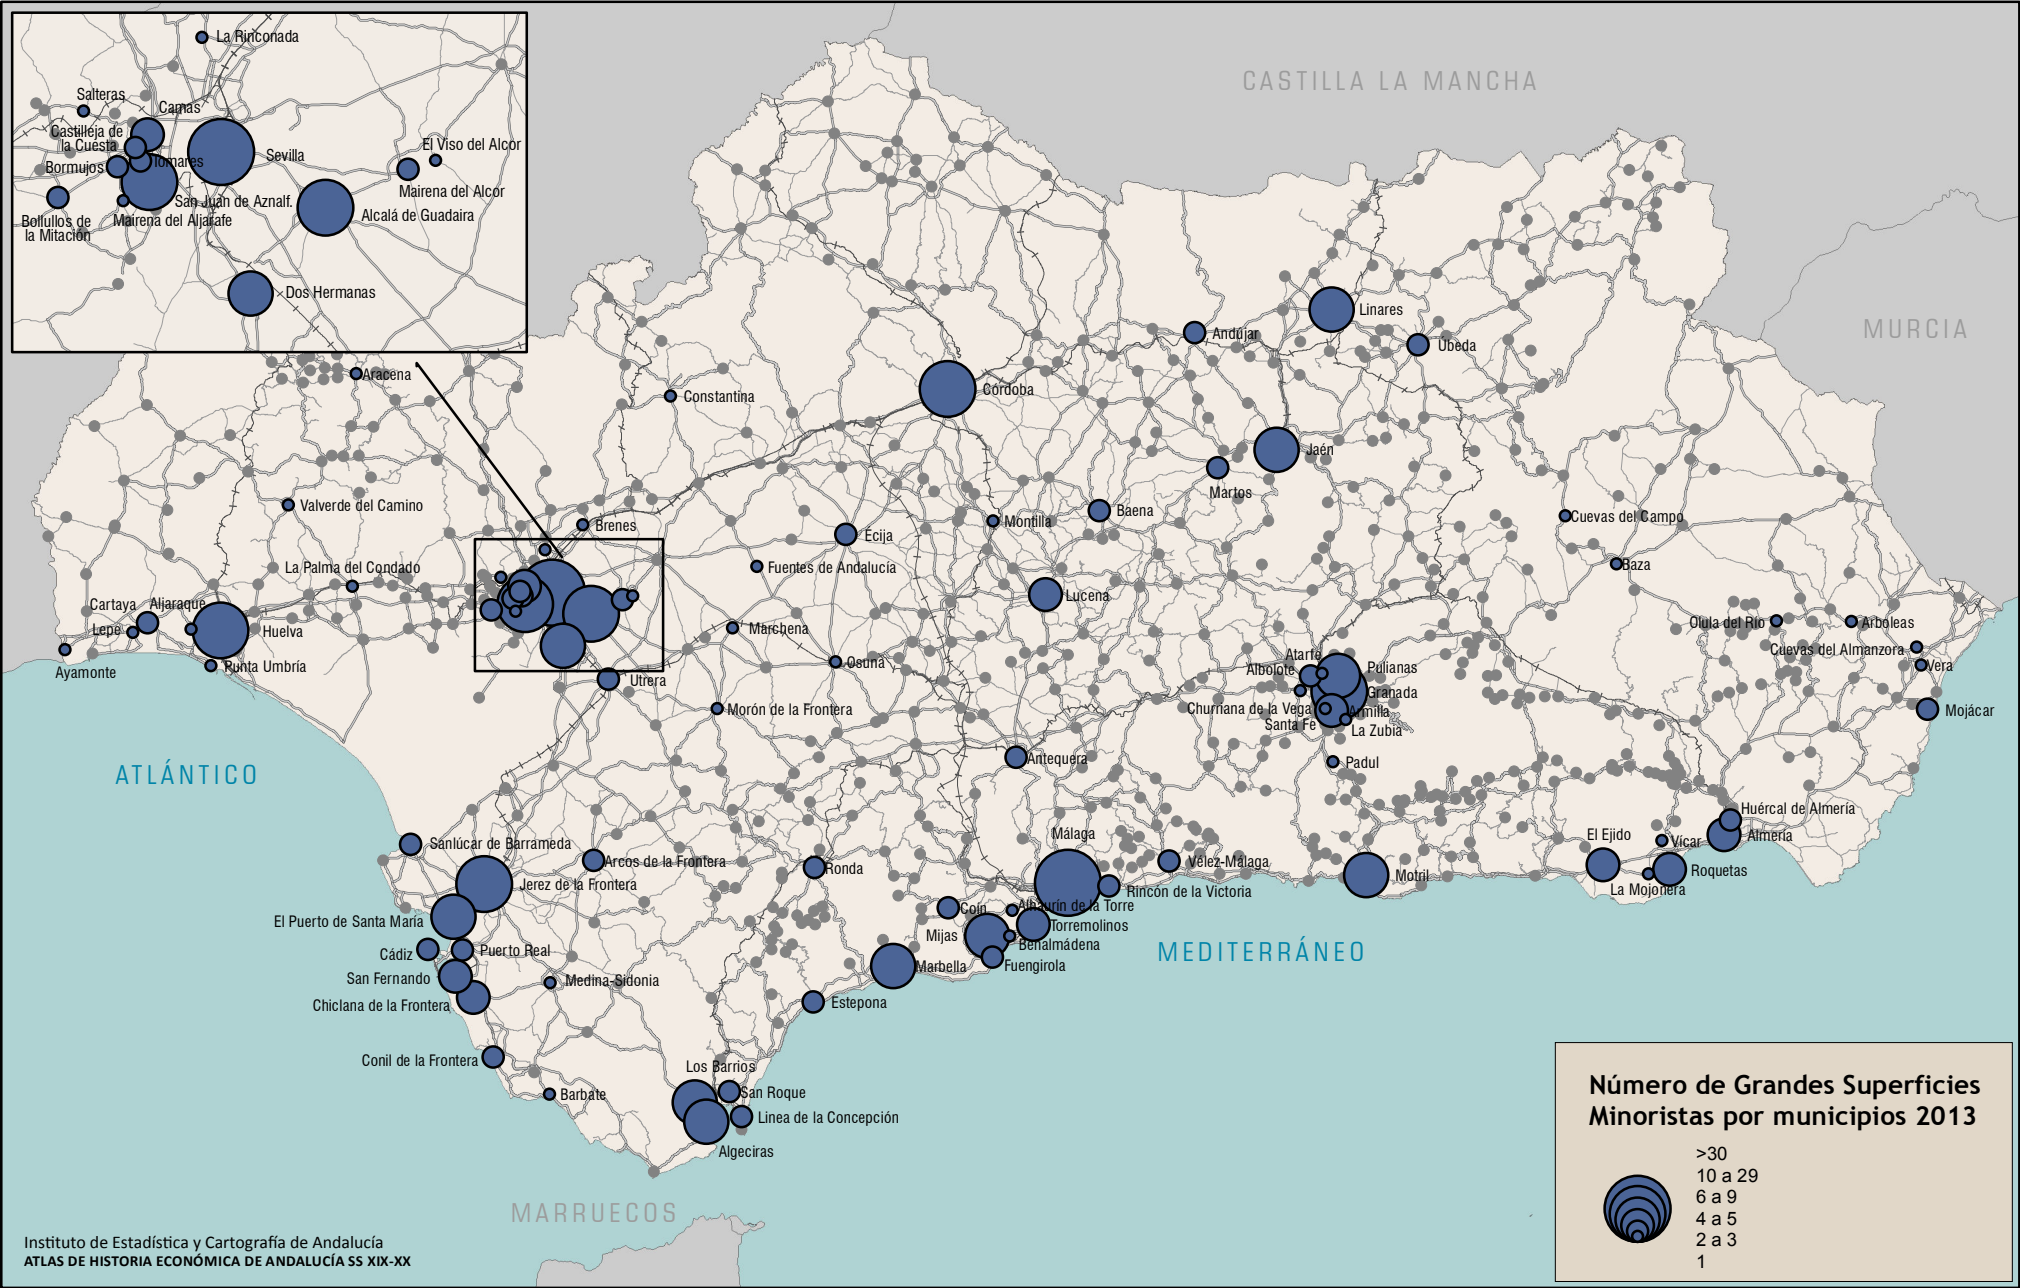 La Rinconada
Salteras
Camas
Castilleja de
la Cuesta
Tomares
Bormujos
Sevilla
El Viso del Alcor
Mairena del Alcor
San Juan de Aznalf.
Mairena del Aljarafe
Bollullos de
la Mitación
Alcalá de Guadaira
Dos Hermanas
CASTILLA LA MANCHA
MURCIA
Aracena
Constantina
Córdoba
Andújar
Linares
Úbeda
Jaén
Martos
Valverde del Camino
Brenes
Écija
Montilla
Baena
Cuevas del Campo
Baza
La Palma del Condado
Fuentes de Andalucía
Lucena
Cartaya
Aljaraque
Lepe
Huelva
Punta Umbría
Ayamonte
Marchena
Osuna
Utrera
Morón de la Frontera
Olula del Río
Arboleas
Cuevas del Almanzora
Vera
Mojácar
Atarfe
Albolote
Pulianas
Granada
Churriana de la Vega
Armilla
Santa Fe
La Zubia
Padul
Antequera
ATLÁNTICO
Sanlúcar de Barrameda
Arcos de la Frontera
Jerez de la Frontera
El Puerto de Santa María
Cádiz
Puerto Real
San Fernando
Chiclana de la Frontera
Medina-Sidonia
Conil de la Frontera
Barbate
Ronda
Málaga
Vélez-Málaga
Rincón de la Victoria
Coín
Alhaurín de la Torre
Torremolinos
Mijas
Benalmádena
Fuengirola
Marbella
Estepona
Motril
Huércal de Almería
El Ejido
Vícar
Almería
La Mojonera
Roquetas
MEDITERRÁNEO
Los Barrios
San Roque
Linea de la Concepción
Algeciras
MARRUECOS
Número de Grandes Superficies
Minoristas por municipios 2013
>30
10 a 29
6 a 9
4 a 5
2 a 3
1
Instituto de Estadística y Cartografía de Andalucía
ATLAS DE HISTORIA ECONÓMICA DE ANDALUCÍA SS XIX-XX